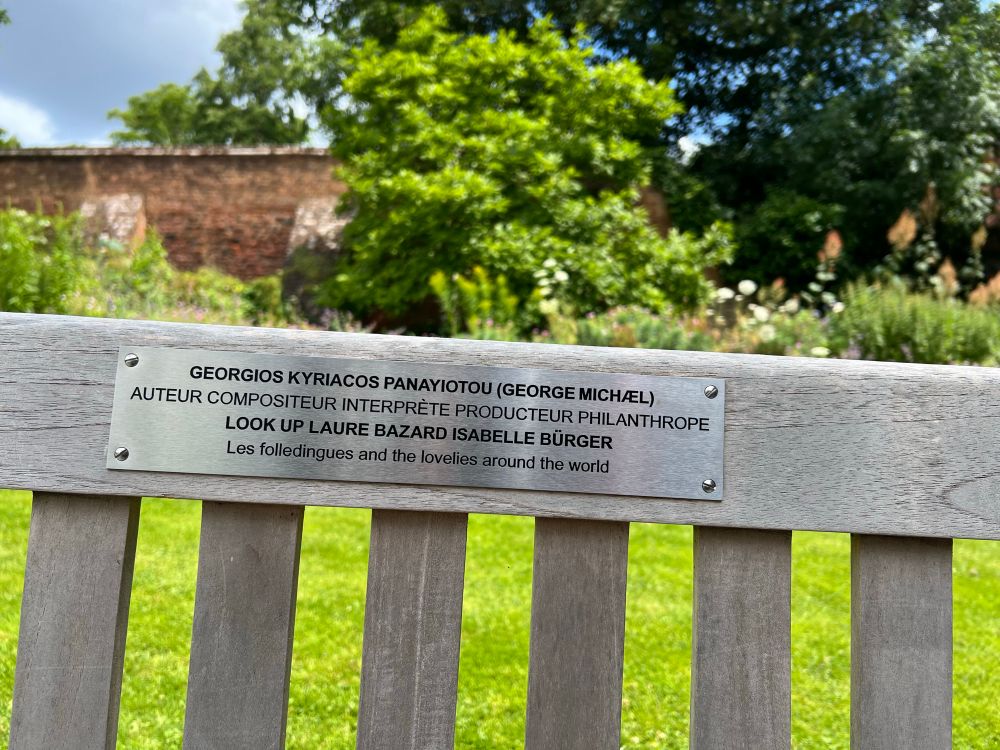 GEORGIOS KYRIACOS PANAYIOTOU (GEORGE MICHÆL)
AUTEUR COMPOSITEUR INTERPRÈTE PRODUCTEUR PHILANTHROPE
LOOK UP LAURE BAZARD ISABELLE BÜRGER
Les folledingues and the lovelies around the world